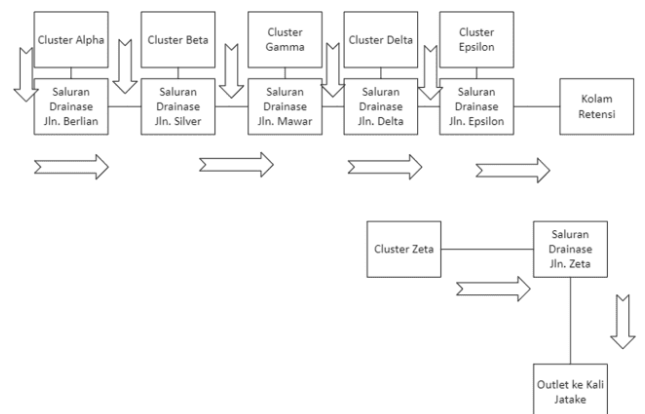 Cluster Alpha
Cluster Beta
Cluster
Gamma
Cluster Delta
Cluster
Epsilon
Saluran
Drainase
Jln. Berlian
Saluran
Drainase
Jln. Silver
Saluran
Drainase
Jln. Mawar
Saluran
Drainase
Jln. Delta
Saluran
Drainase
Jln. Epsilon
Kolam
Retensi
Cluster Zeta
Saluran
Drainase
Jln. Zeta
Outlet ke Kali
Jatake